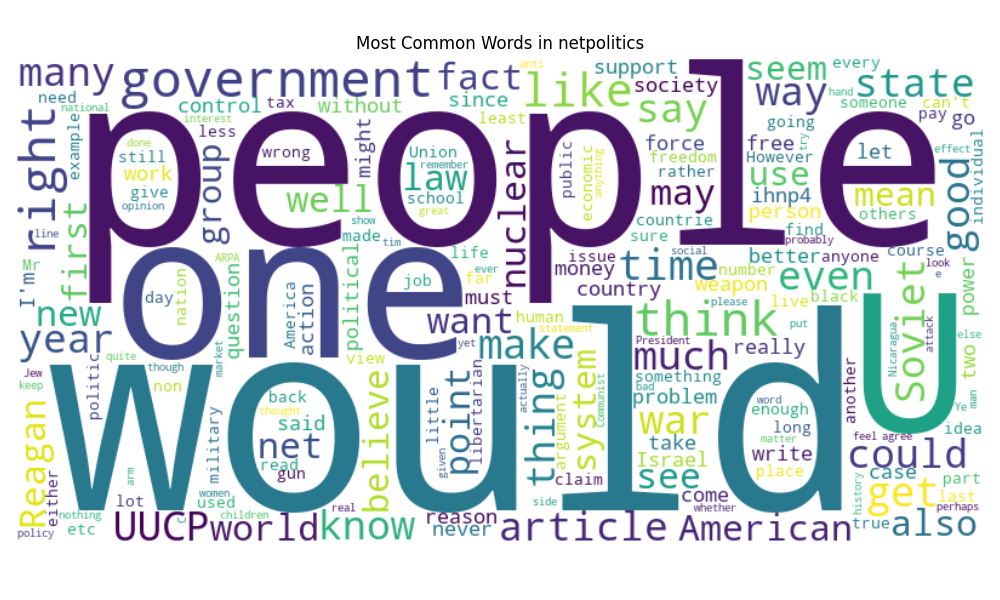 Most Common Words in netpolitics
many government fact anti support seem every state
need control tax without since like society way hand someone can't
national interest least say pay go
right example people less wrong might Union remember law school great nuclear public economic anything force freedom rather free However going try let effect good individual
done still work give opinion group well may use ihnp4 mean others
first line Mr I'm new one day nation ARPA question America action political made show tim life ever far job must money issue countrie sure country time social number weapon person find probably better anyone even course look e power
year quite though market non view yet want human statement make think please live black put President much really Soviet Nicaragua attack else two
Jew keep politic Reagan would back thought said read net gun believe little given point libertarian actually thing argument system communist something bad problem war take Israel see word enough long matter write place another feel agree could Ye man idea
either military women used claim come whether case history get part last perhaps
nothing etc policy lot arm children real UUCP world know reason never side article American true also
U